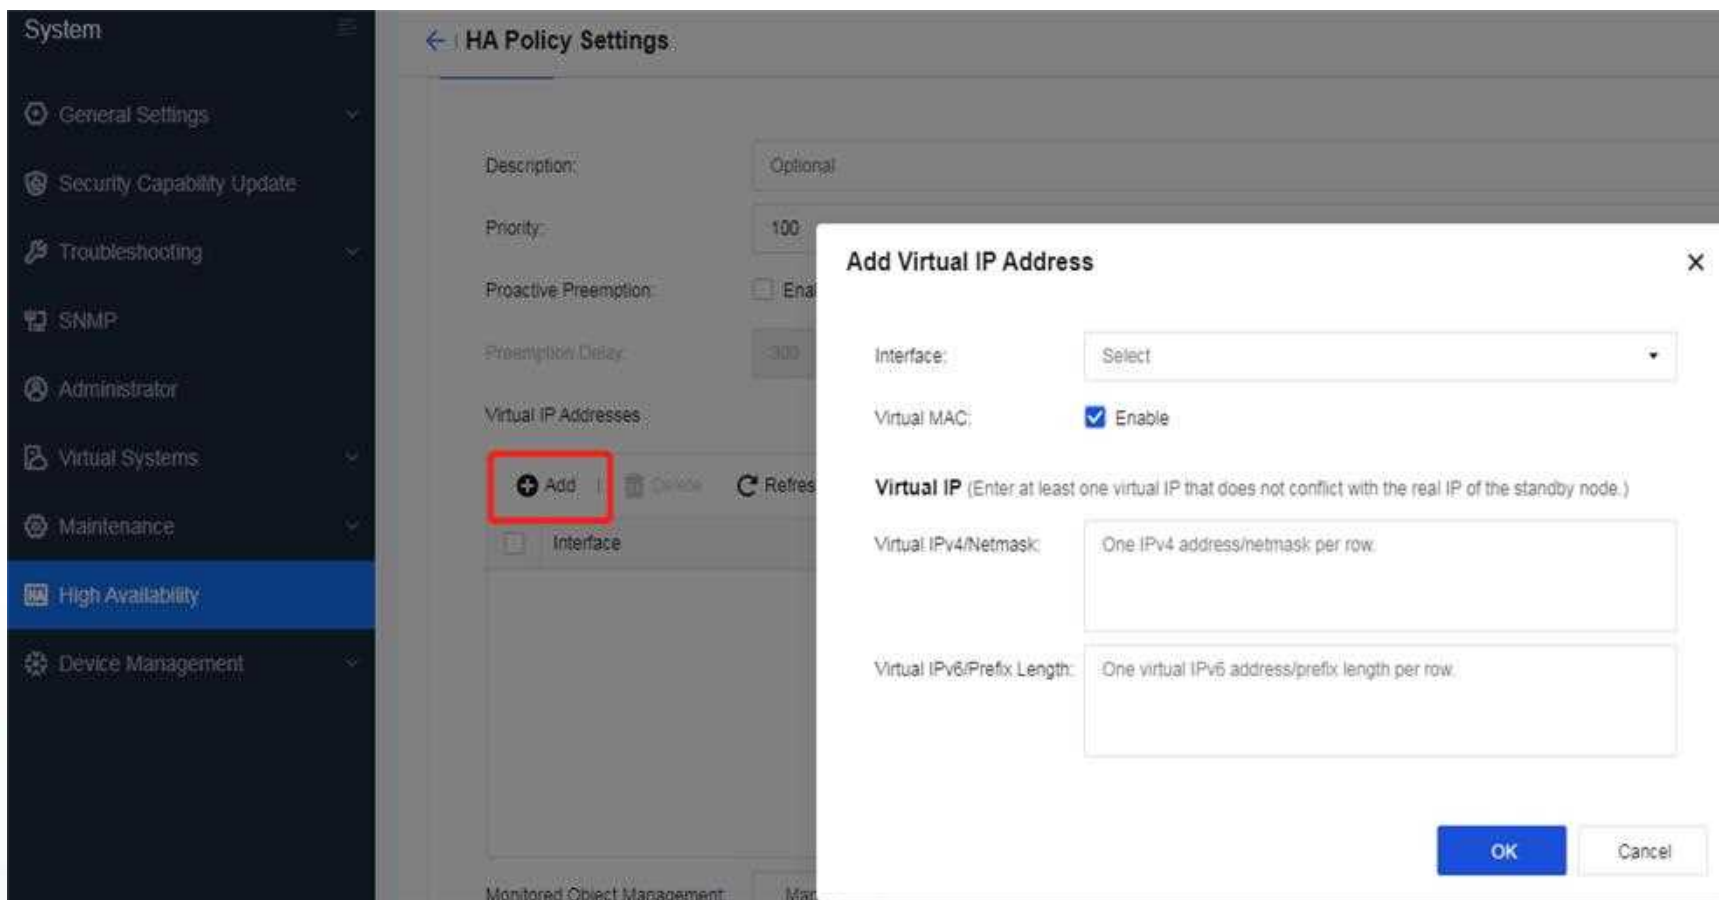 System
General Settings
Security Capability Update
Troubleshooting
SNMP
Administrator
Virtual Systems
Maintenance
HA High Availability
Device Management
HA Policy Settings
Description: Optional
Priority: 100
Proactive Preemption: Ena
Preemption Delay: 300
Virtual IP Addresses
Add Delete Refres
Interface
Monitored Object Management: Man
Add Virtual IP Address
Interface: Select
Virtual MAC: Enable
Virtual IP (Enter at least one virtual IP that does not conflict with the real IP of the standby node.)
Virtual IPv4/Netmask: One IPv4 address/netmask per row.
Virtual IPv6/Prefix Length: One virtual IPv6 address/prefix length per row.
OK Cancel